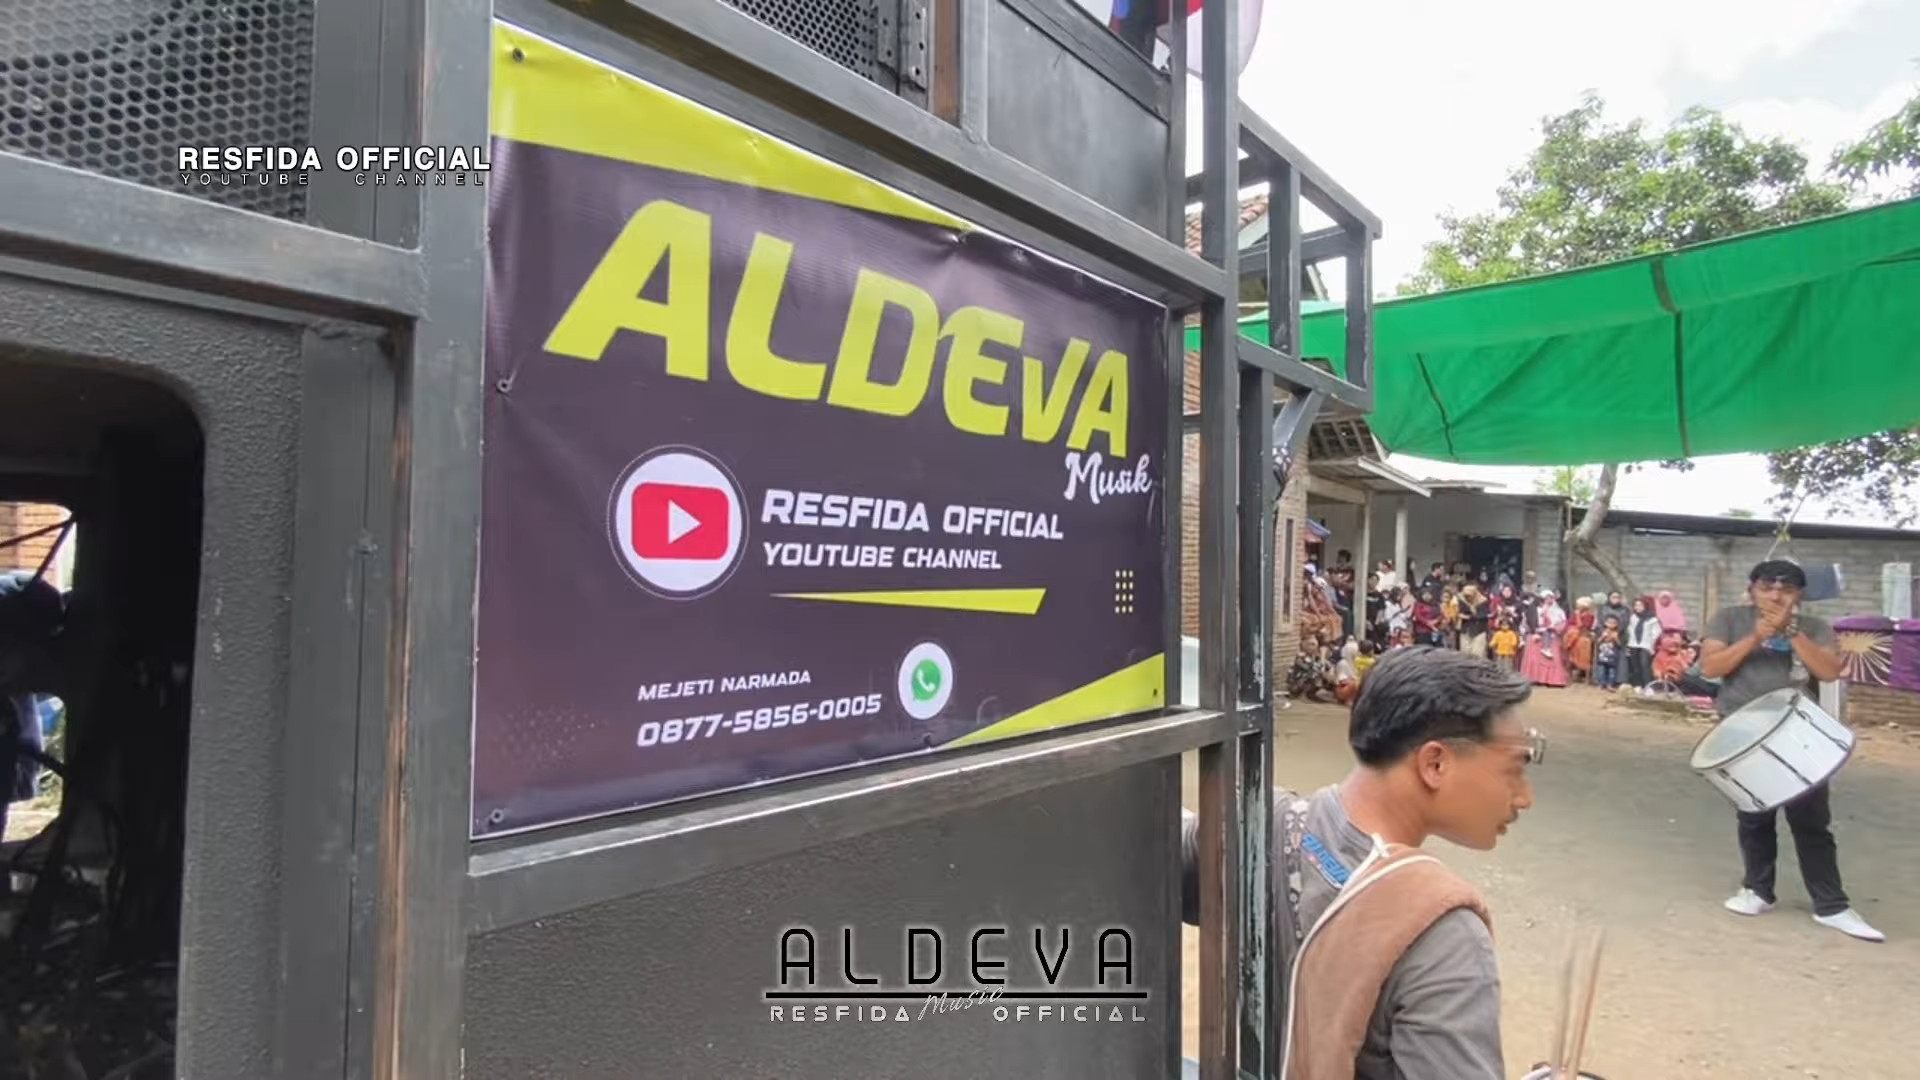 RESFIDA OFFICIAL
YOUTUBE CHANNEL
ALDEVA
Musik
RESFIDA OFFICIAL
YOUTUBE CHANNEL
MEJETI NARMADA
0877-5856-0005
ALDEVA
RESFIDA Music OFFICIAL